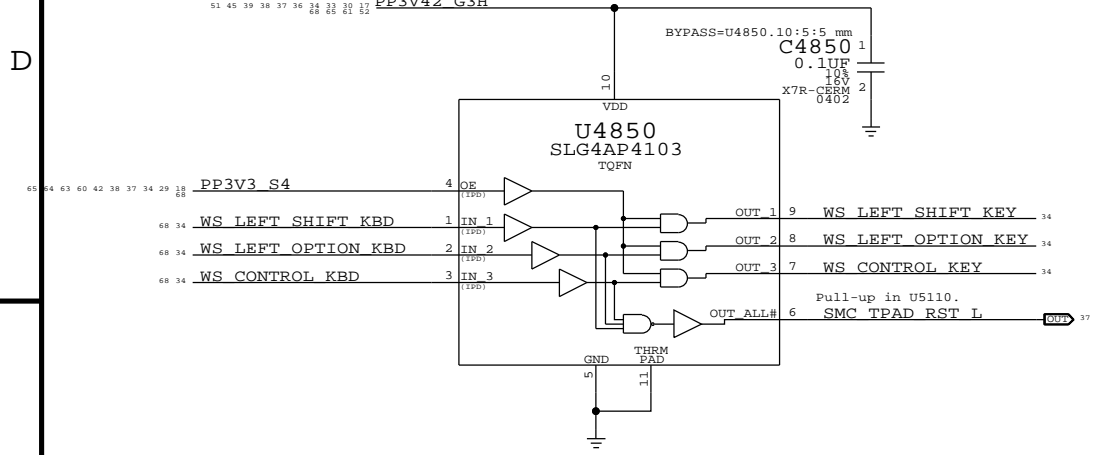 51 45 39 38 37 36 34 33 30 17
68 65 61 52
PP3V42_G3H
BYPASS=U4850.10:5:5 mm
C4850 1
0.1UF
10%
16V
X7R-CERM 2
0402
D
10
VDD
U4850
SLG4AP4103
TQFN
65 64 63 60 42 38 37 34 29 18
68
PP3V3_S4
4 OE
(IPD)
68 34 WS_LEFT_SHIFT_KBD 1 IN_1
(IPD)
OUT_1 9 WS_LEFT_SHIFT_KEY 34
68 34 WS_LEFT_OPTION_KBD 2 IN_2
(IPD)
OUT_2 8 WS_LEFT_OPTION_KEY 34
68 34 WS_CONTROL_KBD 3 IN_3
(IPD)
OUT_3 7 WS_CONTROL_KEY 34
Pull-up in U5110.
OUT_ALL# 6 SMC_TPAD_RST_L OUT 37
GND
THRM
PAD
5
11